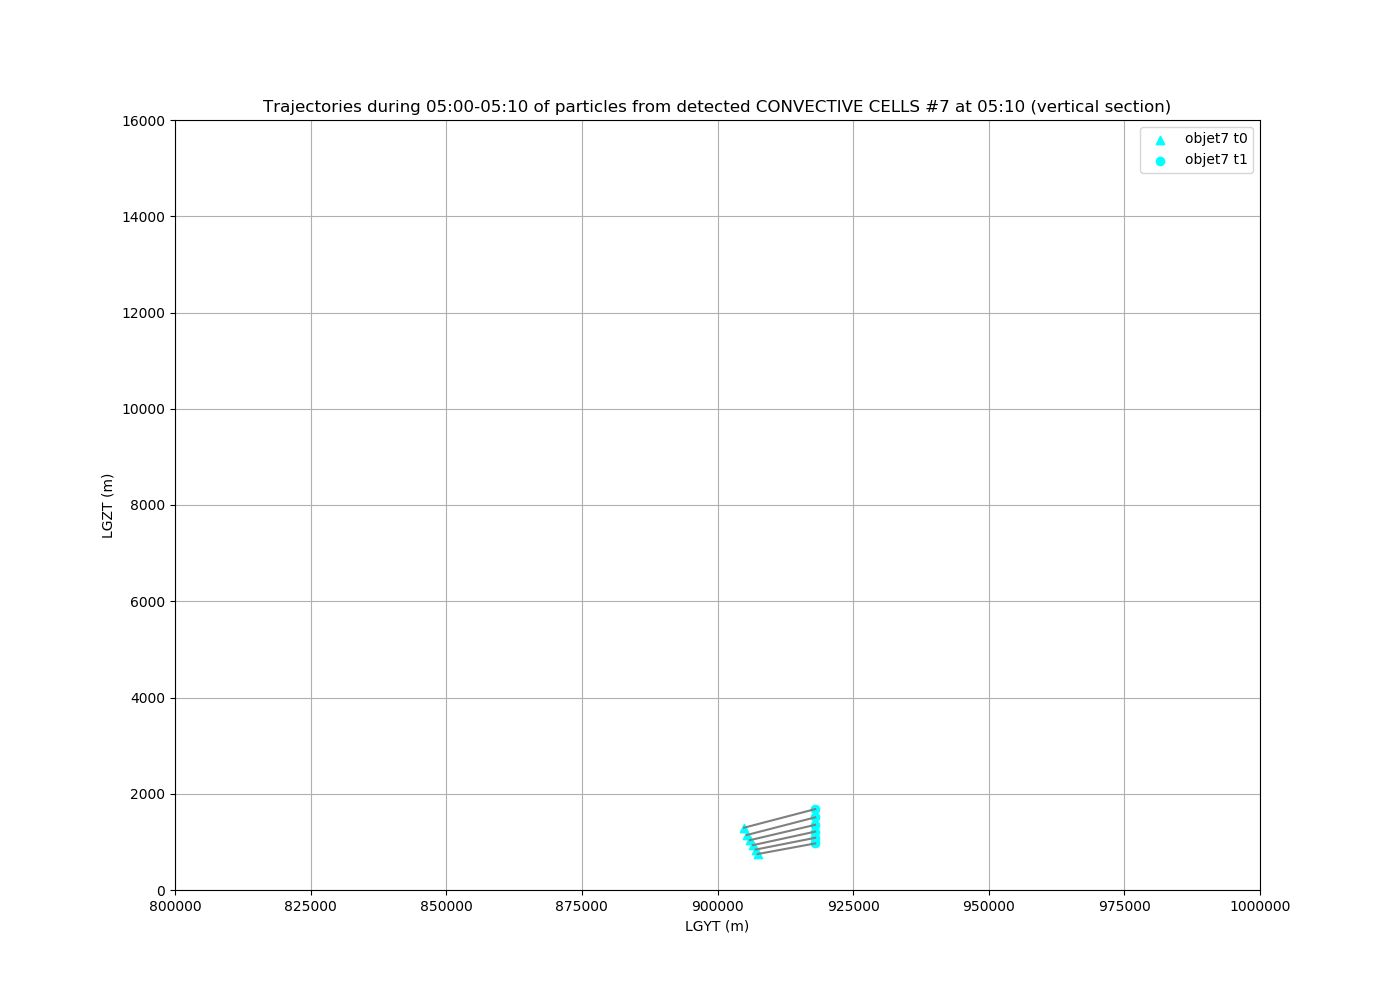 Trajectories during 05:00-05:10 of particles from detected CONVECTIVE CELLS #7 at 05:10 (vertical section)
objet7 t0
objet7 t1
16000
14000
12000
10000
8000
6000
4000
2000
0
LGZT (m)
800000 825000 850000 875000 900000 925000 950000 975000 1000000
LGYT (m)